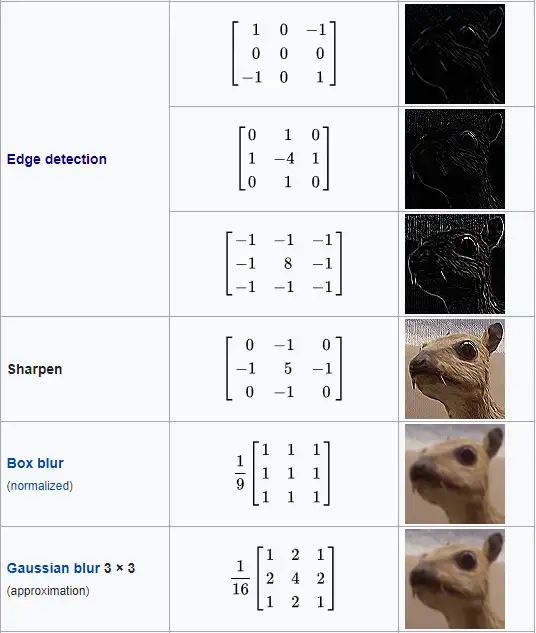 1 0 −1
0 0 0
−1 0 1
Edge detection
0 1 0
1 −4 1
0 1 0
−1 −1 −1
−1 8 −1
−1 −1 −1
Sharpen
0 −1 0
−1 5 −1
0 −1 0
Box blur
(normalized)
1/9
1 1 1
1 1 1
1 1 1
Gaussian blur 3 × 3
(approximation)
1/16
1 2 1
2 4 2
1 2 1